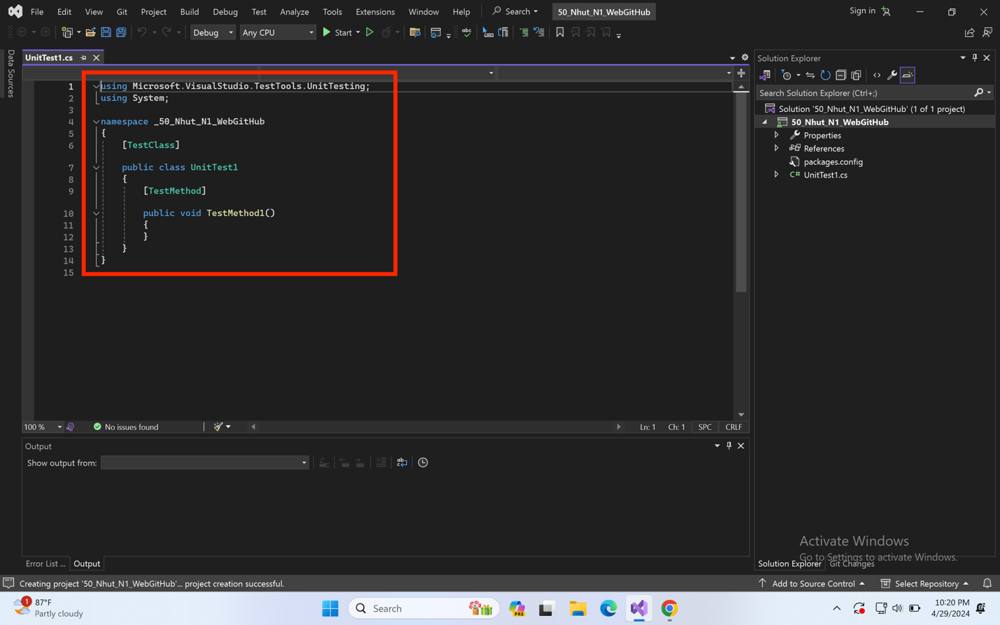 File Edit View Git Project Build Debug Test Analyze Tools Extensions Window Help Search 50_Nhut_N1_WebGitHub Sign in
Debug Any CPU Start
Data Sources
UnitTest1.cs
1 using Microsoft.VisualStudio.TestTools.UnitTesting;
2 using System;
3
4 namespace _50_Nhut_N1_WebGitHub
5 {
6 [TestClass]
7 public class UnitTest1
8 {
9 [TestMethod]
10 public void TestMethod1()
11 {
12 }
13 }
14 }
15
100 % No issues found Ln: 1 Ch: 1 SPC CRLF
Output
Show output from:
Error List ... Output
Solution Explorer
Search Solution Explorer (Ctrl+;)
Solution '50_Nhut_N1_WebGitHub' (1 of 1 project)
50_Nhut_N1_WebGitHub
Properties
References
packages.config
C# UnitTest1.cs
Activate Windows
Go to Settings to activate Windows.
Solution Explorer Git Changes
Creating project '50_Nhut_N1_WebGitHub'... project creation successful. Add to Source Control Select Repository
1 87°F
Partly cloudy
Search
PRE
10:20 PM
4/29/2024